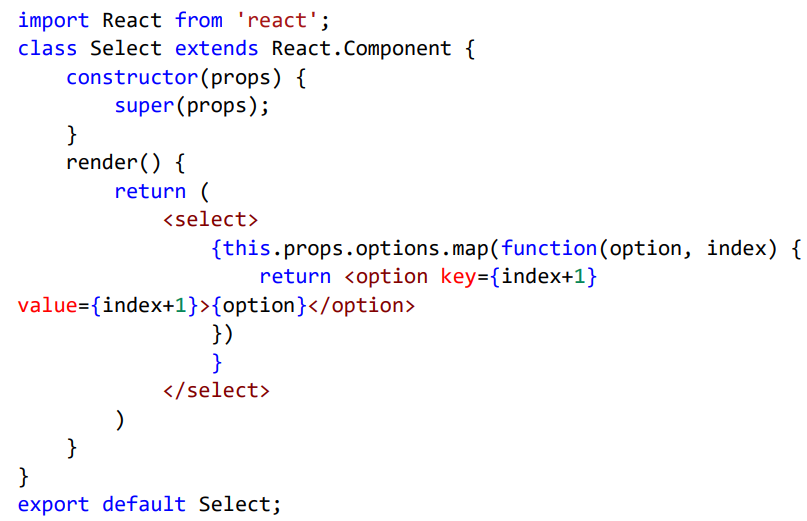 import React from 'react';
class Select extends React.Component {
    constructor(props) {
        super(props);
    }
    render() {
        return (
            <select>
                {this.props.options.map(function(option, index) {
                    return <option key={index+1}
value={index+1}>{option}</option>
                })
                }
            </select>
        )
    }
}
export default Select;